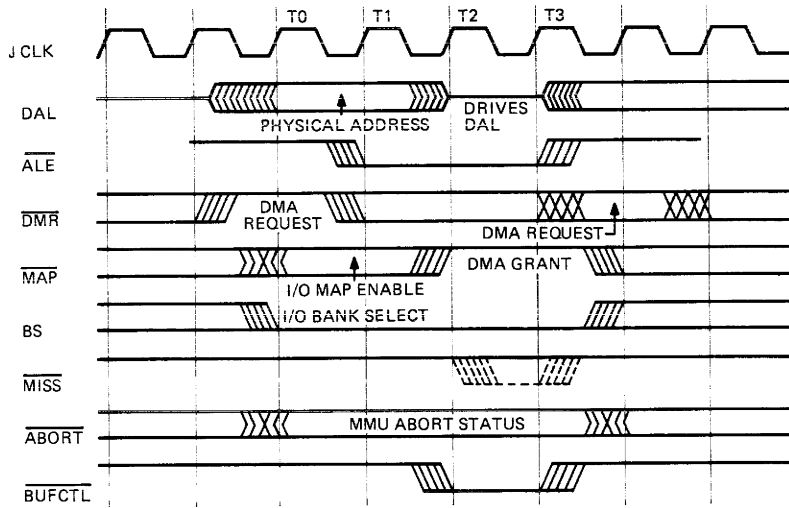 T0 T1 T2 T3
J CLK
DAL
PHYSICAL ADDRESS
DRIVES
DAL
ALE
DMR
DMA
REQUEST
DMA REQUEST
MAP
DMA GRANT
I/O MAP ENABLE
BS
I/O BANK SELECT
MISS
ABORT
MMU ABORT STATUS
BUFCTL